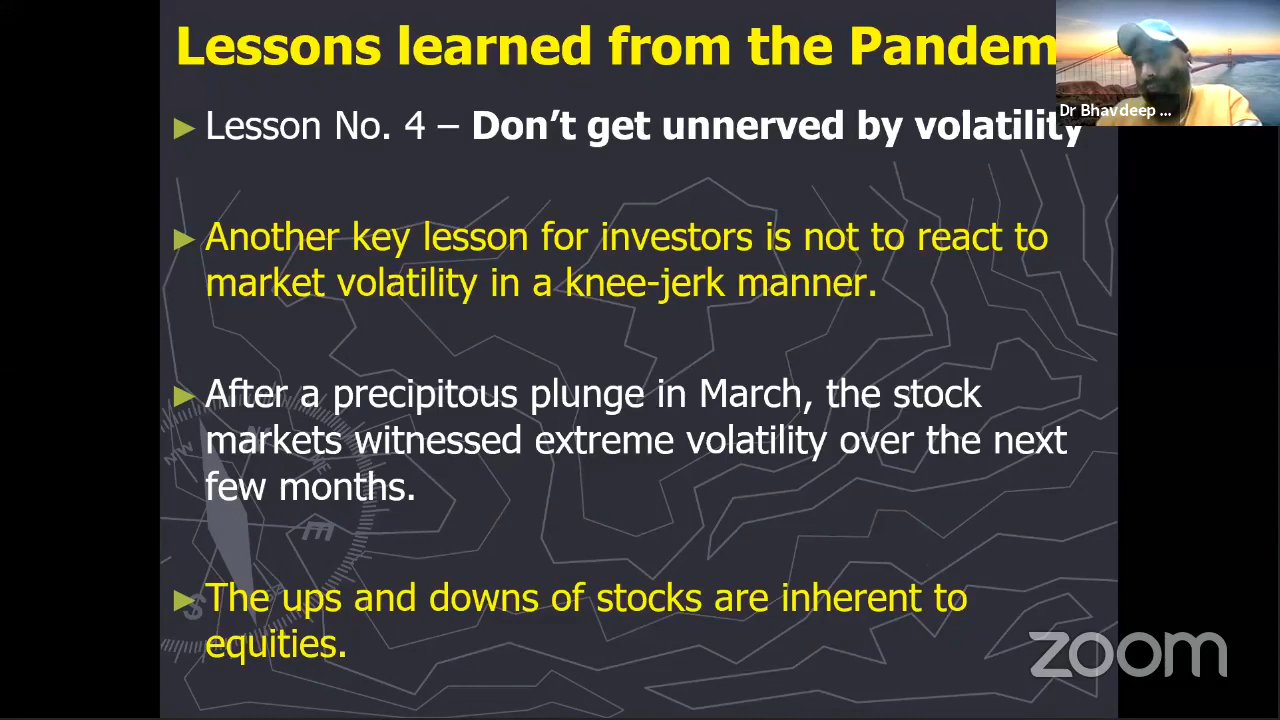 Lessons learned from the Pandem
Dr Bhavdeep ...
► Lesson No. 4 – Don't get unnerved by volatility
► Another key lesson for investors is not to react to
market volatility in a knee-jerk manner.
► After a precipitous plunge in March, the stock
markets witnessed extreme volatility over the next
few months.
► The ups and downs of stocks are inherent to
equities.
NW
NE
E
S
zoom